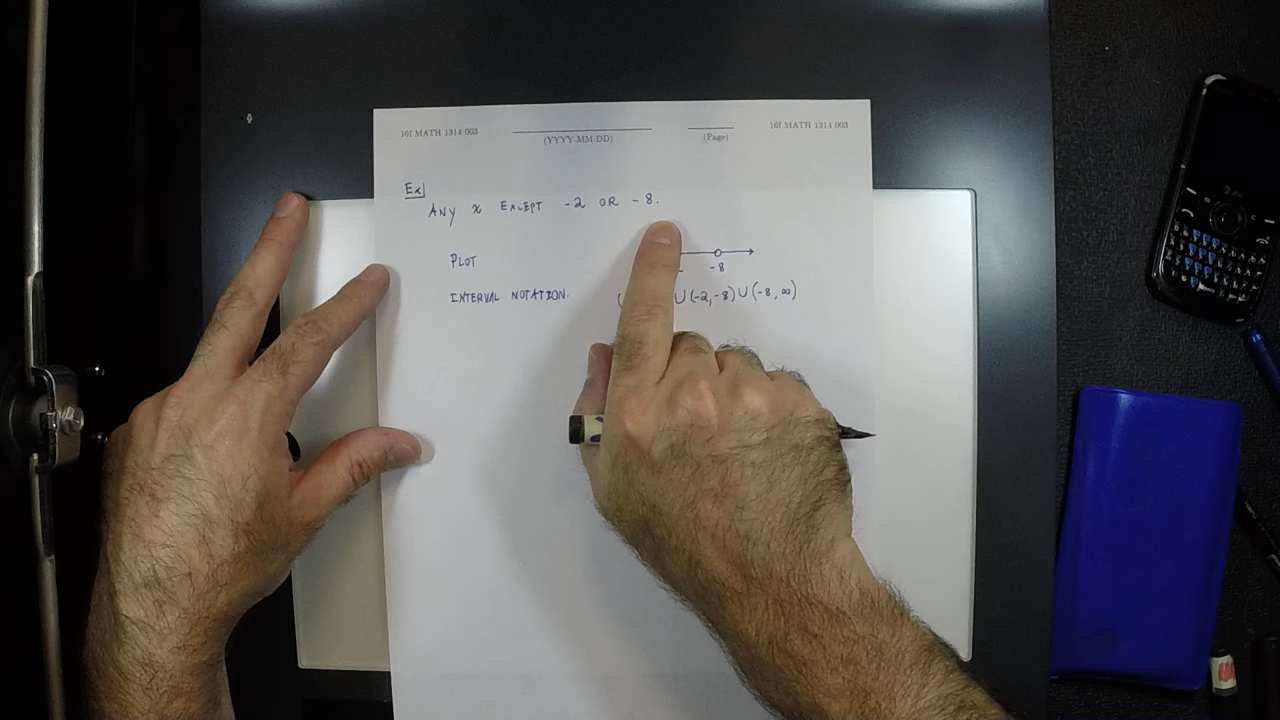 16f MATH 1314 003 (YYYY-MM-DD) (Page) 16f MATH 1314 003
Ex
ANY x EXCEPT -2 OR -8.
PLOT -8
INTERVAL NOTATION. ( U (-2,-8) U (-8, ∞)
at&t